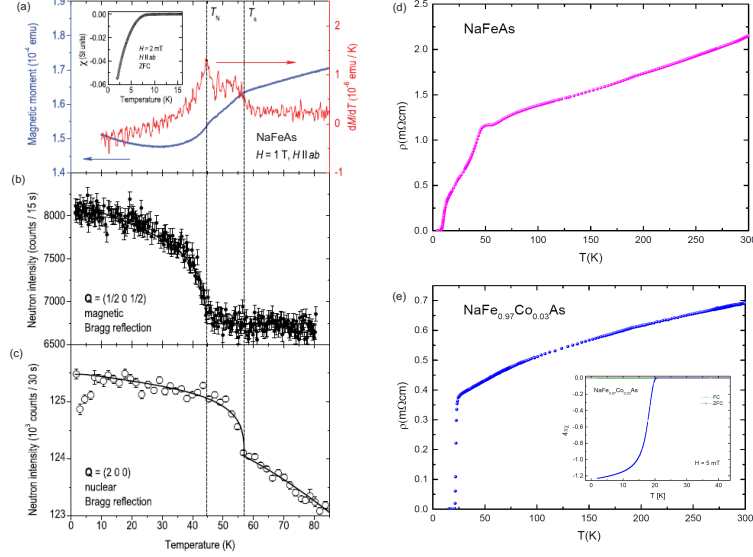 (a)
T_N
T_s
0.00
-0.02
-0.04
-0.06
χ (SI units)
H = 2 mT
H II ab
ZFC
2
6
10
16
Temperature (K)
Magnetic moment (10⁻⁴ emu)
1.8
1.7
1.6
1.5
1.4
dM/dT (10⁻⁶ emu / K)
2
1
0
-1
NaFeAs
H = 1 T, H II ab
(b)
Neutron intensity (counts / 15 s)
8000
7500
7000
6500
Q = (1/2 0 1/2)
magnetic
Bragg reflection
(c)
Neutron intensity (10³ counts / 30 s)
125
124
123
Q = (2 0 0)
nuclear
Bragg reflection
0 10 20 30 40 50 60 70 80
Temperature (K)
(d)
NaFeAs
ρ(mΩcm)
2.5
2.0
1.5
1.0
0.5
0.0
0 50 100 150 200 250 300
T(K)
(e)
NaFe₀.₉₇Co₀.₀₃As
ρ(mΩcm)
0.7
0.6
0.5
0.4
0.3
0.2
0.1
0.0
0 50 100 150 200 250 300
T(K)
4πχ
0.0
-0.2
-0.4
-0.6
-0.8
-1.0
-1.2
NaFe₀.₉₇Co₀.₀₃As
FC
ZFC
H = 5 mT
0 10 20 30 40
T [K]